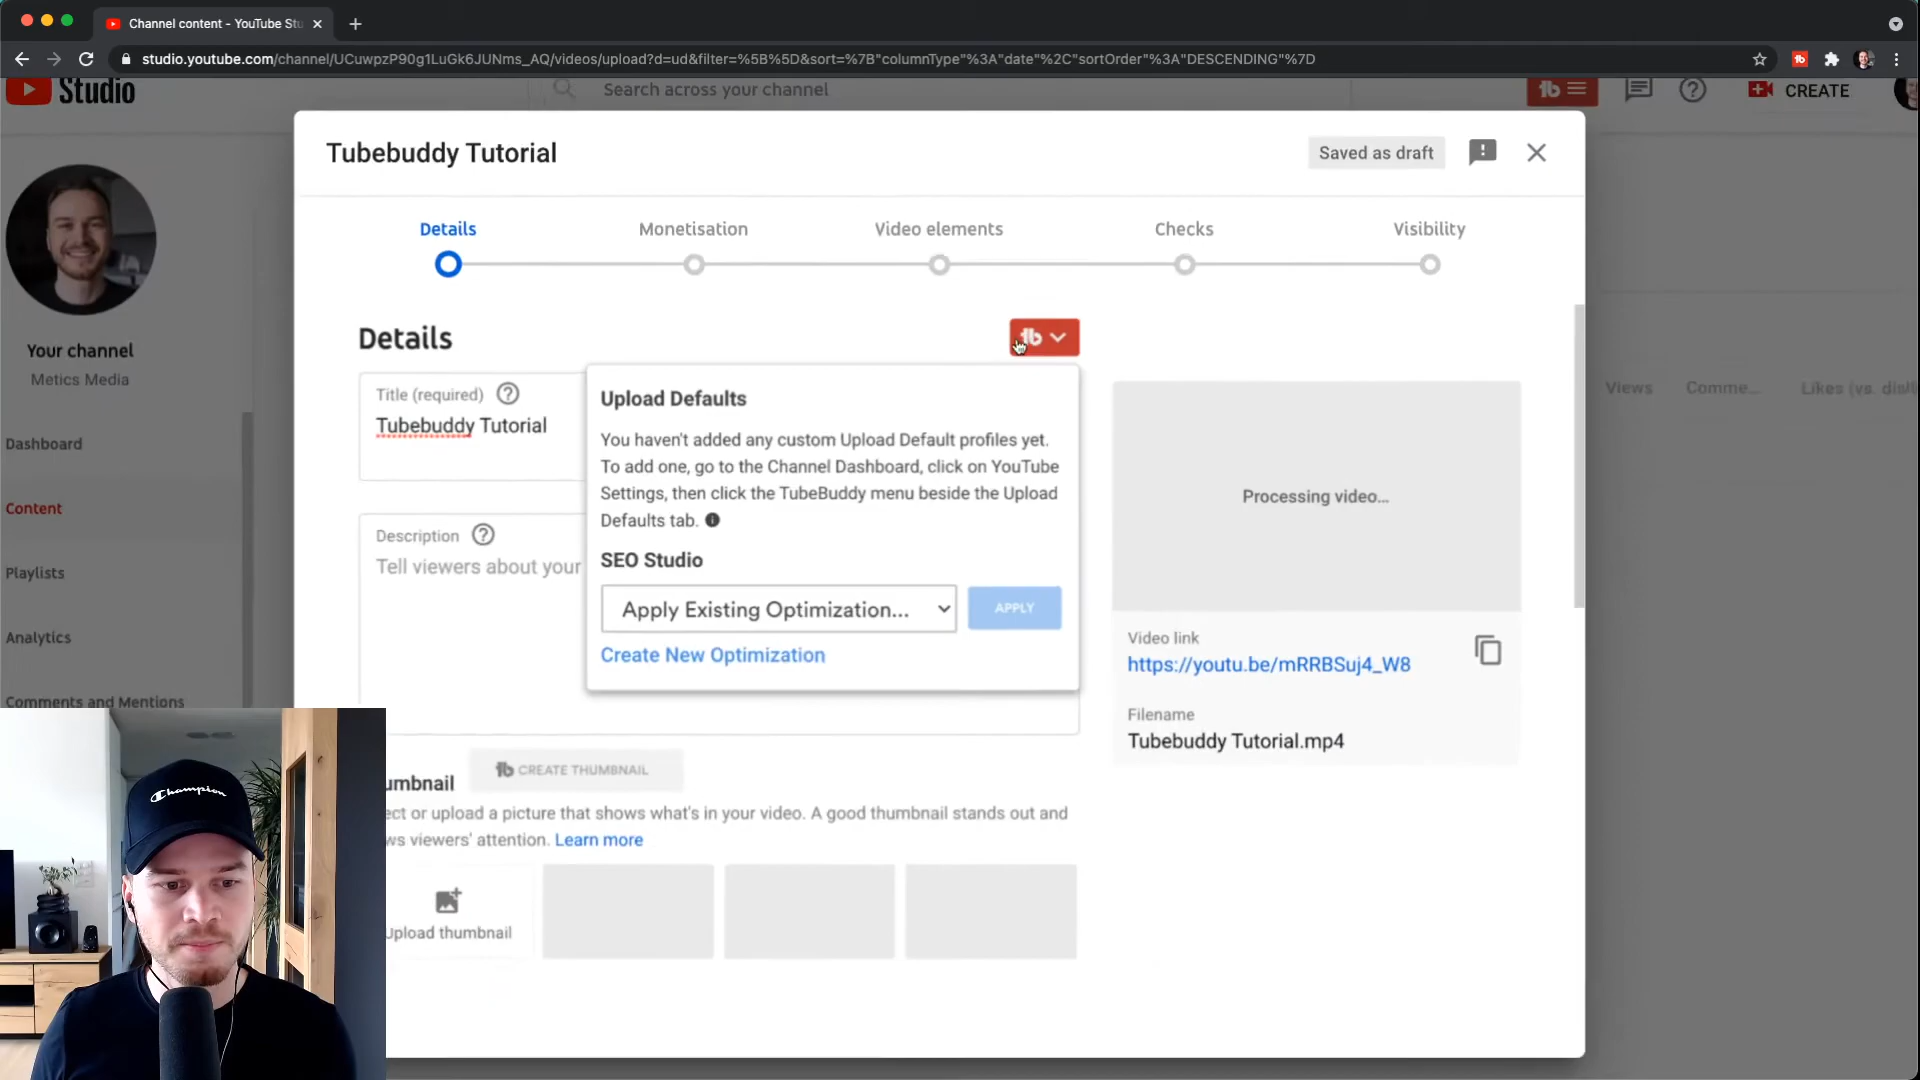 Channel content - YouTube Stu
studio.youtube.com/channel/UCuwpzP90g1LuGk6JUNms_AQ/videos/upload?d=ud&filter=%5B%5D&sort=%7B"columnType"%3A"date"%2C"sortOrder"%3A"DESCENDING"%7D
Studio
Search across your channel
CREATE
Tubebuddy Tutorial
Saved as draft
Details
Monetisation
Video elements
Checks
Visibility
Your channel
Metics Media
Dashboard
Content
Playlists
Analytics
Comments and Mentions
Details
Title (required)
Tubebuddy Tutorial
Description
Tell viewers about your
Upload Defaults
You haven't added any custom Upload Default profiles yet.
To add one, go to the Channel Dashboard, click on YouTube
Settings, then click the TubeBuddy menu beside the Upload
Defaults tab.
SEO Studio
Apply Existing Optimization...
APPLY
Create New Optimization
Processing video...
Video link
https://youtu.be/mRRBSuj4_W8
Filename
Tubebuddy Tutorial.mp4
Views
Comme...
Likes (vs. disli
umbnail
CREATE THUMBNAIL
ect or upload a picture that shows what's in your video. A good thumbnail stands out and
ws viewers' attention. Learn more
Upload thumbnail
Champion